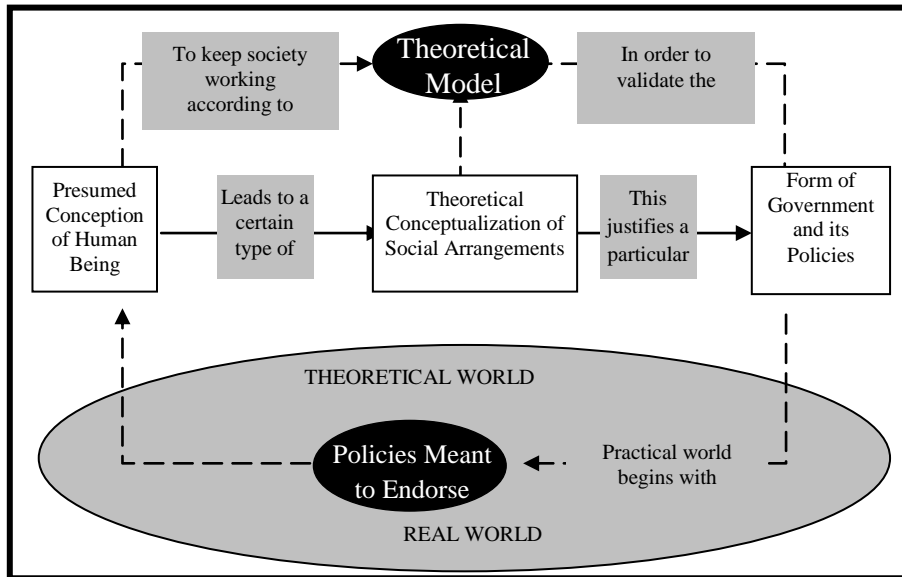 To keep society
working
according to
Theoretical
Model
In order to
validate the
Presumed
Conception
of Human
Being
Leads to a
certain
type of
Theoretical
Conceptualization of
Social Arrangements
This
justifies a
particular
Form of
Government
and its
Policies
THEORETICAL WORLD
Policies Meant
to Endorse
Practical world
begins with
REAL WORLD